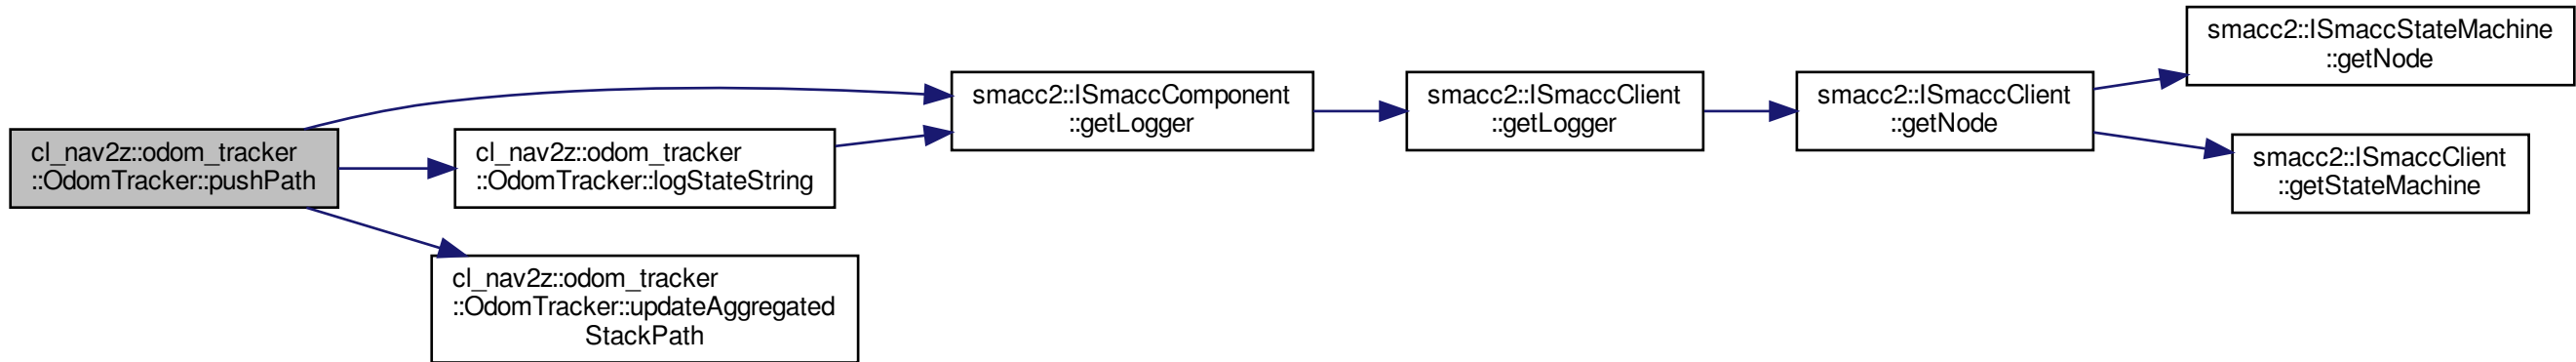 cl_nav2z::odom_tracker
::OdomTracker::pushPath
cl_nav2z::odom_tracker
::OdomTracker::logStateString
cl_nav2z::odom_tracker
::OdomTracker::updateAggregated
StackPath
smacc2::ISmaccComponent
::getLogger
smacc2::ISmaccClient
::getLogger
smacc2::ISmaccClient
::getNode
smacc2::ISmaccStateMachine
::getNode
smacc2::ISmaccClient
::getStateMachine